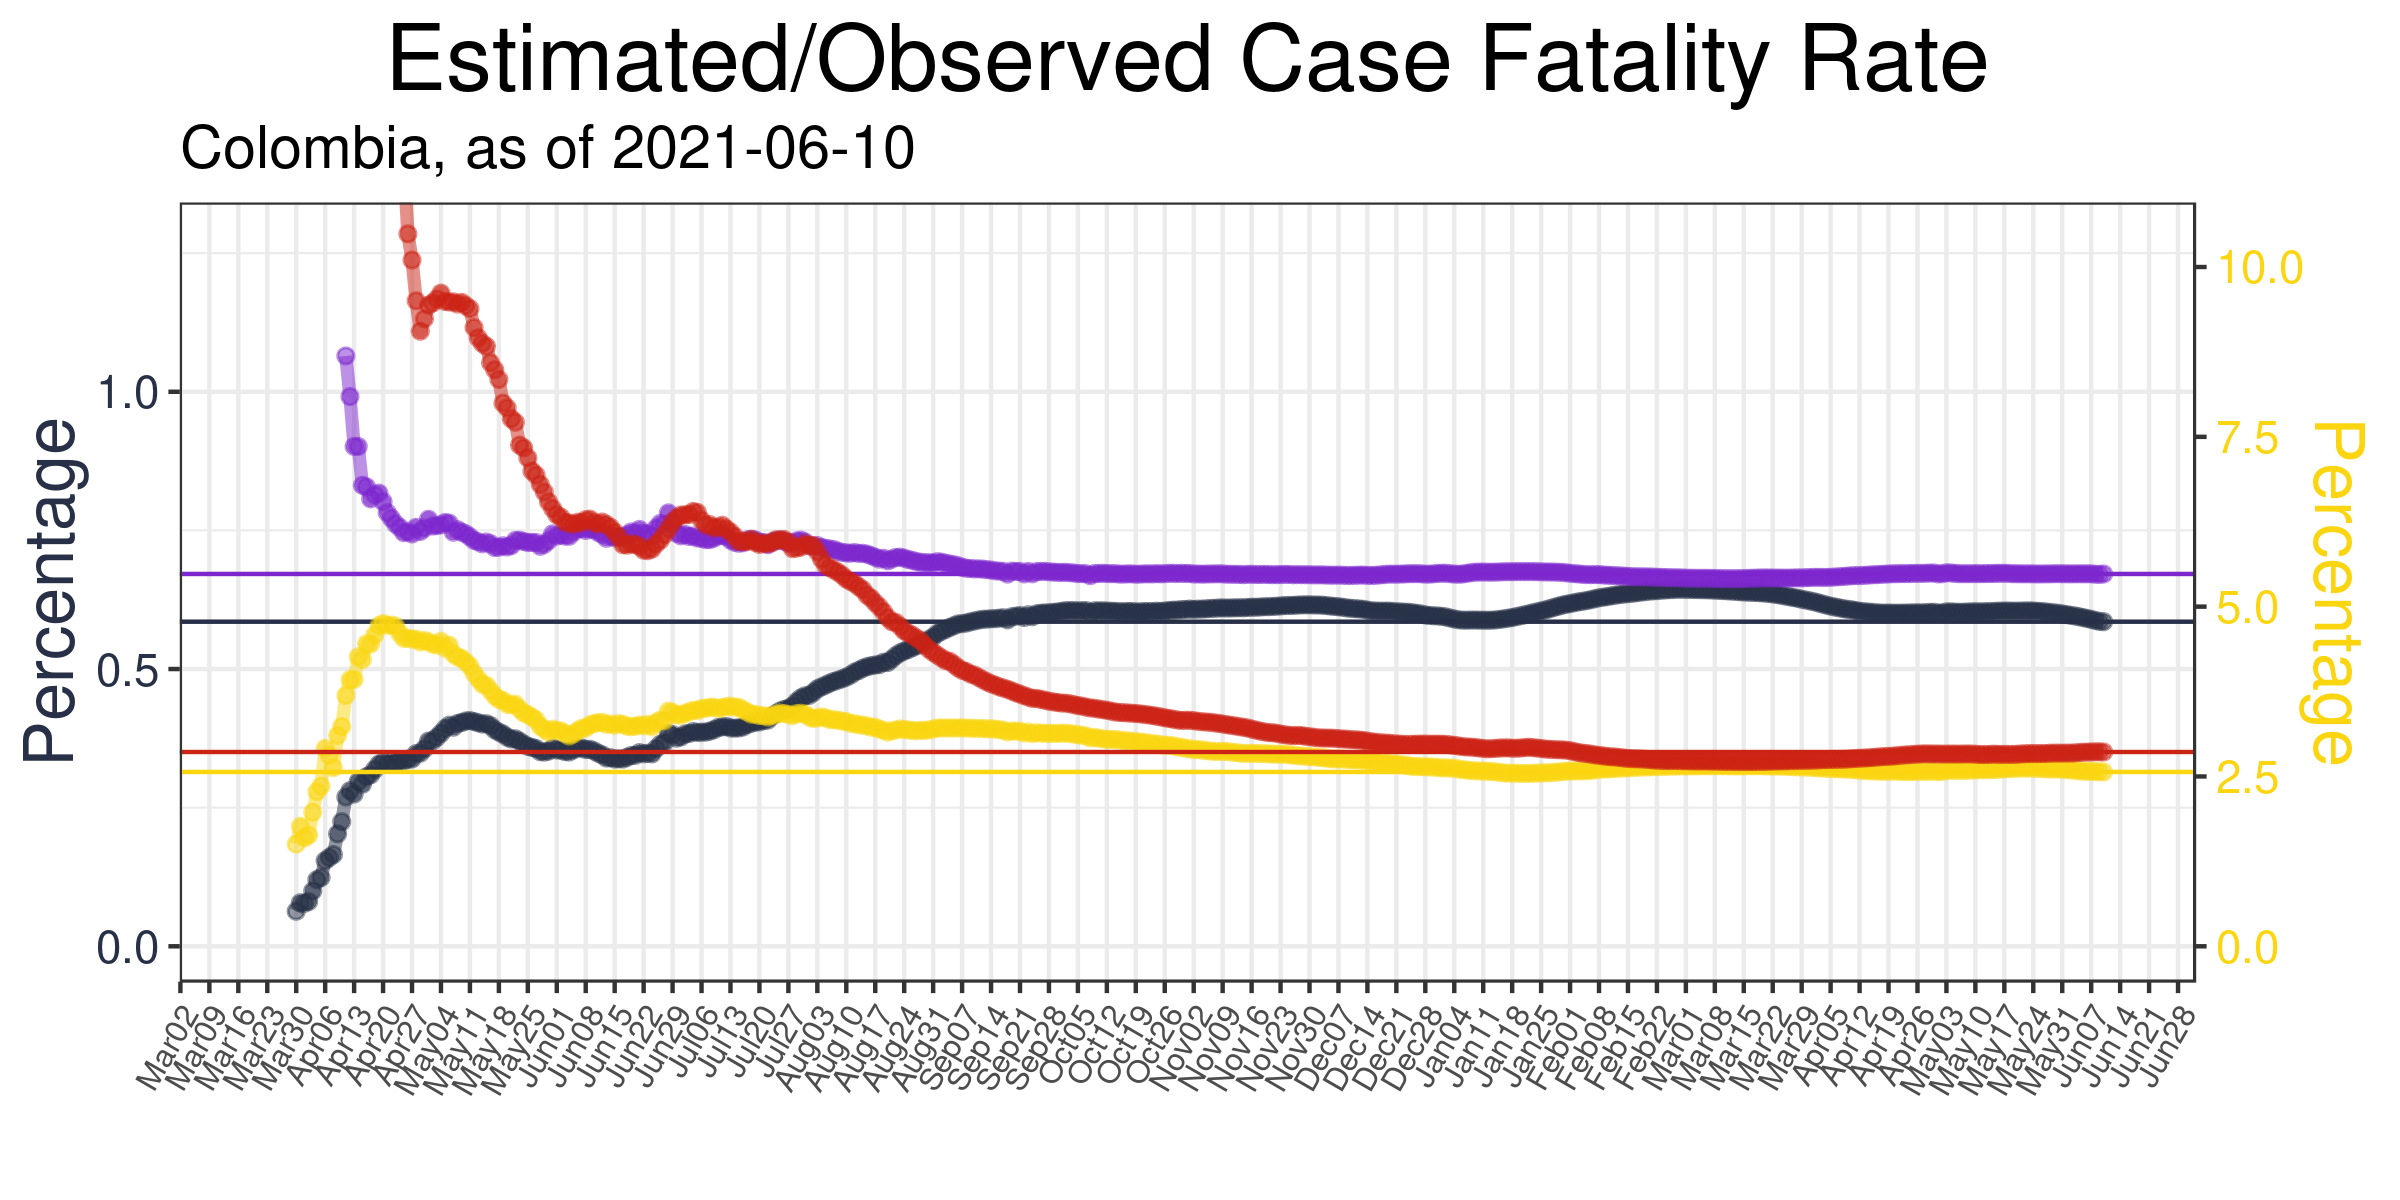 Estimated/Observed Case Fatality Rate
Colombia, as of 2021-06-10
Percentage
1.0
0.5
0.0
10.0
7.5
5.0
2.5
0.0
Percentage
Mar02
Mar09
Mar16
Mar23
Mar30
Apr06
Apr13
Apr20
Apr27
May04
May11
May18
May25
Jun01
Jun08
Jun15
Jun22
Jun29
Jul06
Jul13
Jul20
Jul27
Aug03
Aug10
Aug17
Aug24
Aug31
Sep07
Sep14
Sep21
Sep28
Oct05
Oct12
Oct19
Oct26
Nov02
Nov09
Nov16
Nov23
Nov30
Dec07
Dec14
Dec21
Dec28
Jan04
Jan11
Jan18
Jan25
Feb01
Feb08
Feb15
Feb22
Mar01
Mar08
Mar15
Mar22
Mar29
Apr05
Apr12
Apr19
Apr26
May03
May10
May17
May24
May31
Jun07
Jun14
Jun21
Jun28